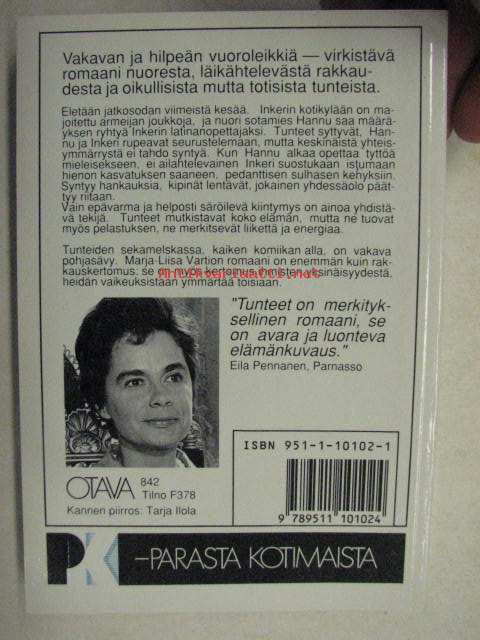 Vakavan ja hilpeän vuoroleikkiä — virkistävä
romaani nuoresta, läikähtelevästä rakkau-
desta ja oikullisista mutta totisista tunteista.
Eletään jatkosodan viimeistä kesää. Inkerin kotikylään on ma-
joitettu armeijan joukkoja, ja nuori sotamies Hannu saa määrä-
yksen ryhtyä Inkerin latinanopettajaksi. Tunteet syttyvät, Han-
nu ja Inkeri rupeavat seurustelemaan, mutta keskinäistä yhteis-
ymmärrystä ei tahdo syntyä. Kun Hannu alkaa opettaa tyttöä
mieleisekseen, ei ailahtelevainen Inkeri suostukaan istumaan
hienon kasvatuksen saaneen, pedanttisen sulhasen kehyksiin.
Syntyy hankauksia, kipinät lentävät, jokainen yhdessäolo päät-
tyy riitaan.
Vain epävarma ja helposti säröilevä kiintymys on ainoa yhdistä-
vä tekijä. Tunteet mutkistavat koko elämän, mutta ne tuovat
myös pelastuksen, ne merkitsevät liikettä ja energiaa.
Tunteiden sekamelskassa, kaiken komiikan alla, on vakava
pohjasävy. Marja-Liisa Vartion romaani on enemmän kuin rak-
kauskertomus: se on myös kertomus ihmisten yksinäisyydestä,
heidän vaikeuksistaan ymmärtää toisiaan.
"Tunteet on merkityk-
sellinen romaani, se
on avara ja luonteva
elämänkuvaus."
Eila Pennanen, Parnasso
ISBN 951-1-10102-1
9 789511 101024
OTAVA 842
Tilno F378
Kannen piirros: Tarja Ilola
PK –PARASTA KOTIMAISTA